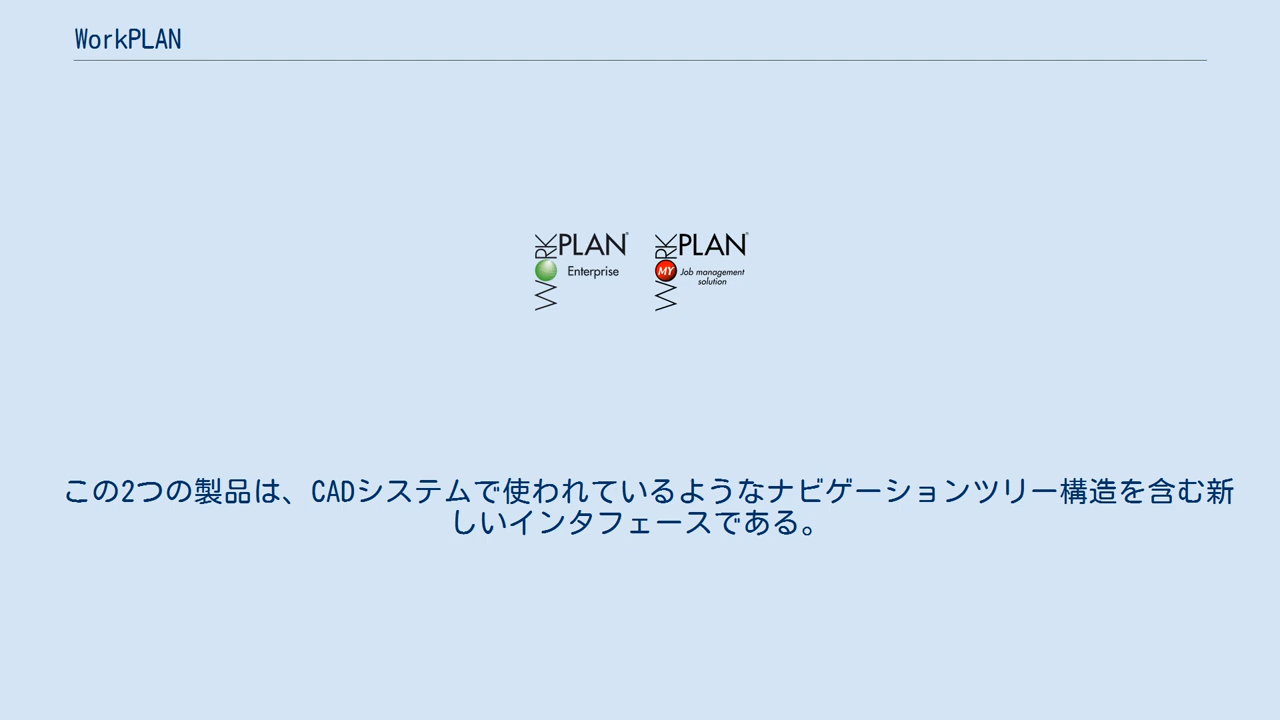 WorkPLAN
WORKPLAN®
Enterprise
WORKPLAN®
MY
Job management
solution
この2つの製品は、CADシステムで使われているようなナビゲーションツリー構造を含む新
しいインタフェースである。